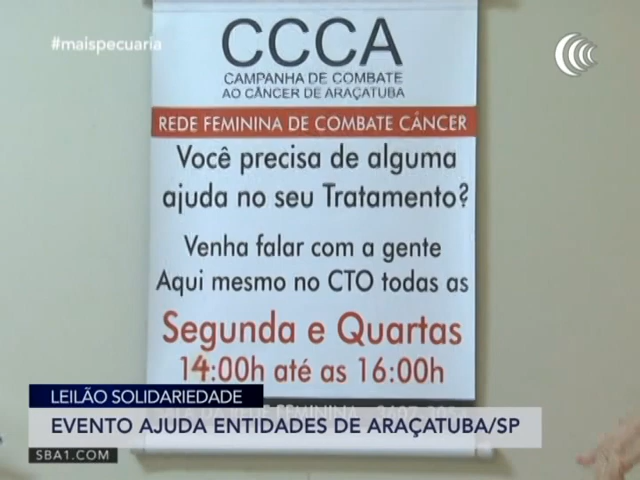 #maispecuaria
CCCA
CAMPANHA DE COMBATE
AO CÂNCER DE ARAÇATUBA
REDE FEMININA DE COMBATE CÂNCER
Você precisa de alguma
ajuda no seu Tratamento?
Venha falar com a gente
Aqui mesmo no CTO todas as
Segunda e Quartas
14:00h até as 16:00h
LEILÃO SOLIDARIEDADE
EVENTO AJUDA ENTIDADES DE ARAÇATUBA/SP
SBA1.COM